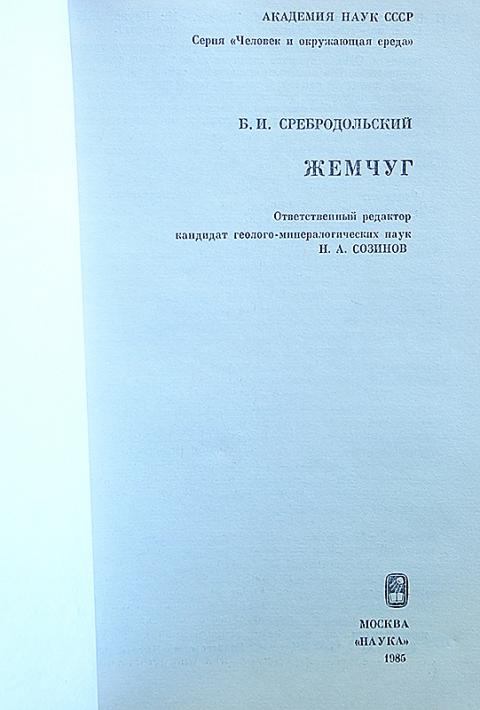 АКАДЕМИЯ НАУК СССР
Серия «Человек и окружающая среда»
Б. И. СРЕБРОДОЛЬСКИЙ
ЖЕМЧУГ
Ответственный редактор
кандидат геолого-минералогических наук
Н. А. СОЗИНОВ
МОСКВА
«НАУКА»
1985